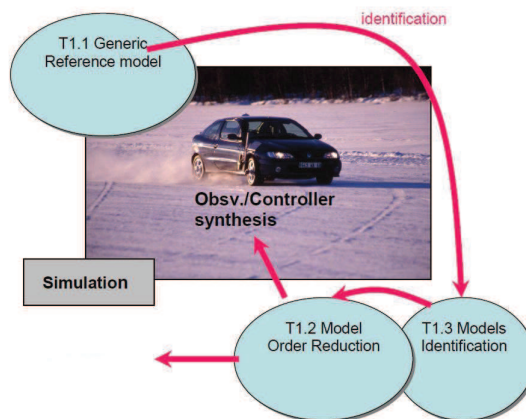 identification
T1.1 Generic
Reference model
Obsv./Controller
synthesis
Simulation
T1.2 Model
Order Reduction
T1.3 Models
Identification